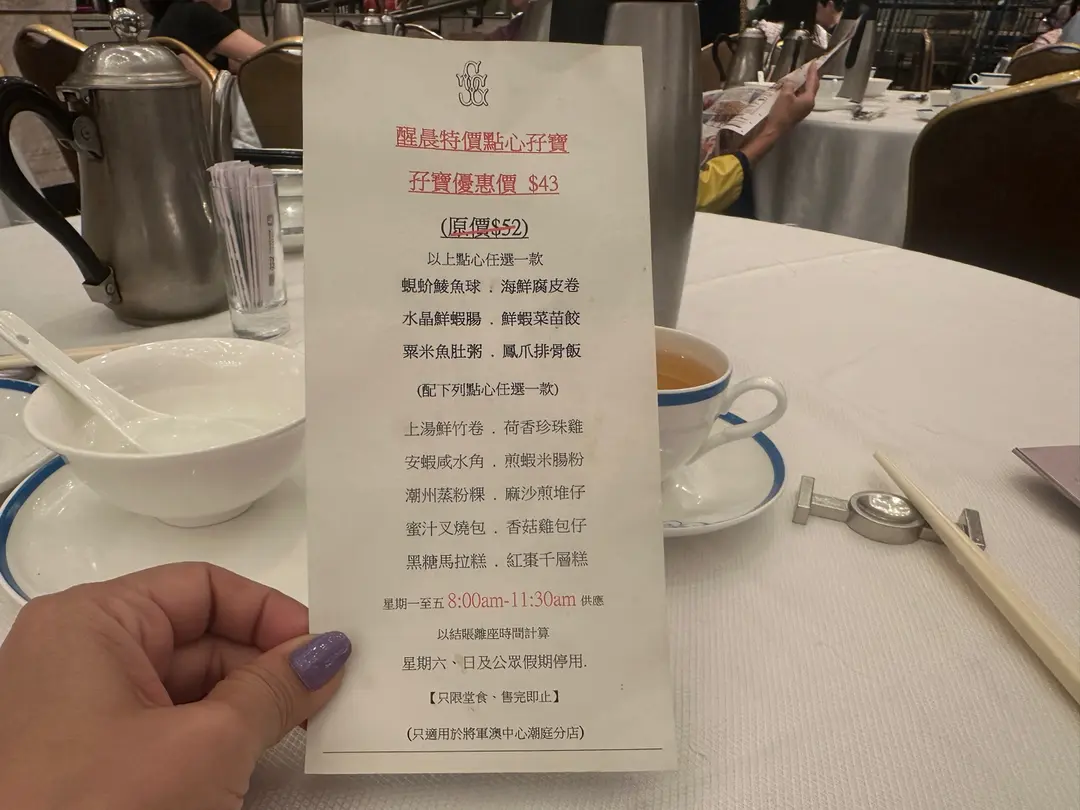 醒晨特價點心孖寶
孖寶優惠價 $43
(原價$52)
以上點心任選一款
蜆蚧鯪魚球 . 海鮮腐皮卷
水晶鮮蝦腸 . 鮮蝦菜苗餃
粟米魚肚粥 . 鳳爪排骨飯
(配下列點心任選一款)
上湯鮮竹卷 . 荷香珍珠雞
安蝦咸水角 . 煎蝦米腸粉
潮州蒸粉粿 . 麻沙煎堆仔
蜜汁叉燒包 . 香菇雞包仔
黑糖馬拉糕 . 紅棗千層糕
星期一至五 8:00am-11:30am 供應
以結賬離座時間計算
星期六、日及公眾假期停用.
【只限堂食、售完即止】
(只適用於將軍澳中心潮庭分店)